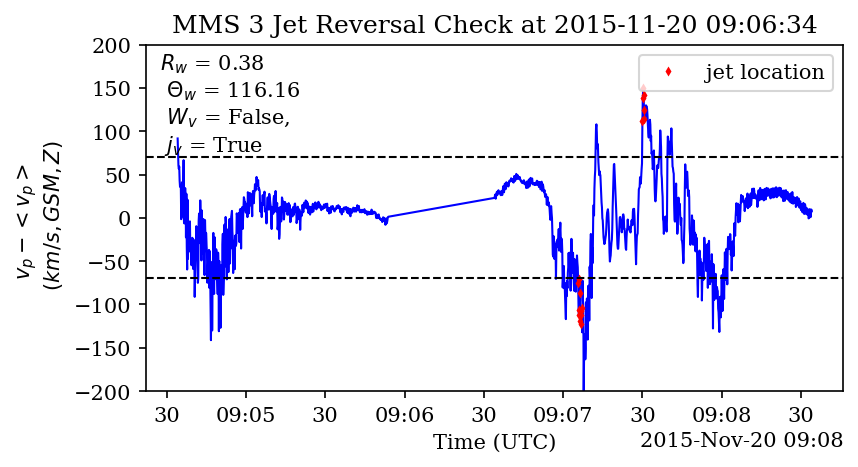 MMS 3 Jet Reversal Check at 2015-11-20 09:06:34
R_w = 0.38
Θ_w = 116.16
W_v = False,
j_v = True
jet location
200
150
100
50
0
−50
−100
−150
−200
v_p − < v_p >
(km/s, GSM, Z)
30 09:05 30 09:06 30 09:07 30 09:08 30
Time (UTC)
2015-Nov-20 09:08